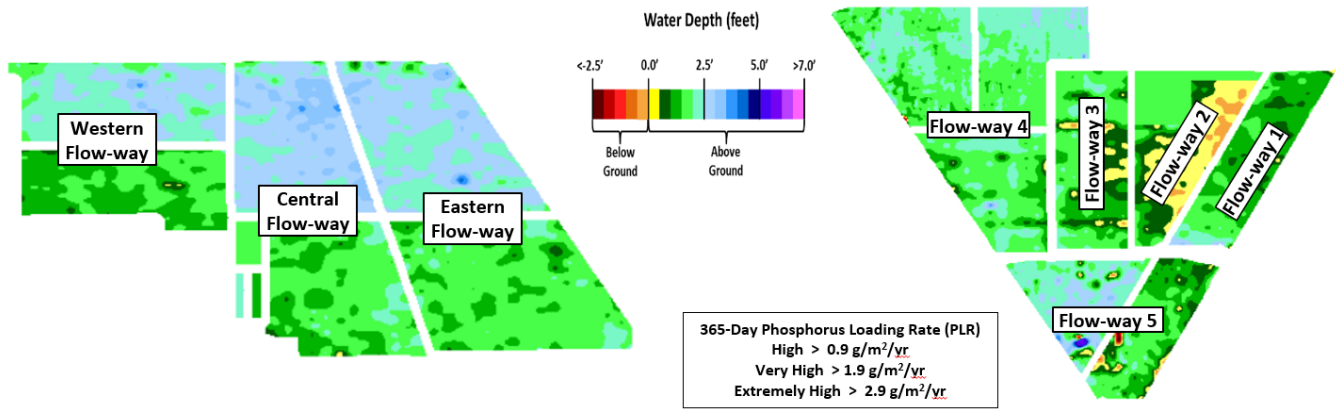 Water Depth (feet)
<-2.5' 0.0' 2.5' 5.0' >7.0'
Below
Ground
Above
Ground
Western
Flow-way
Central
Flow-way
Eastern
Flow-way
Flow-way 4
Flow-way 3
Flow-way 2
Flow-way 1
Flow-way 5
365-Day Phosphorus Loading Rate (PLR)
High > 0.9 g/m²/yr
Very High > 1.9 g/m²/yr
Extremely High > 2.9 g/m²/yr